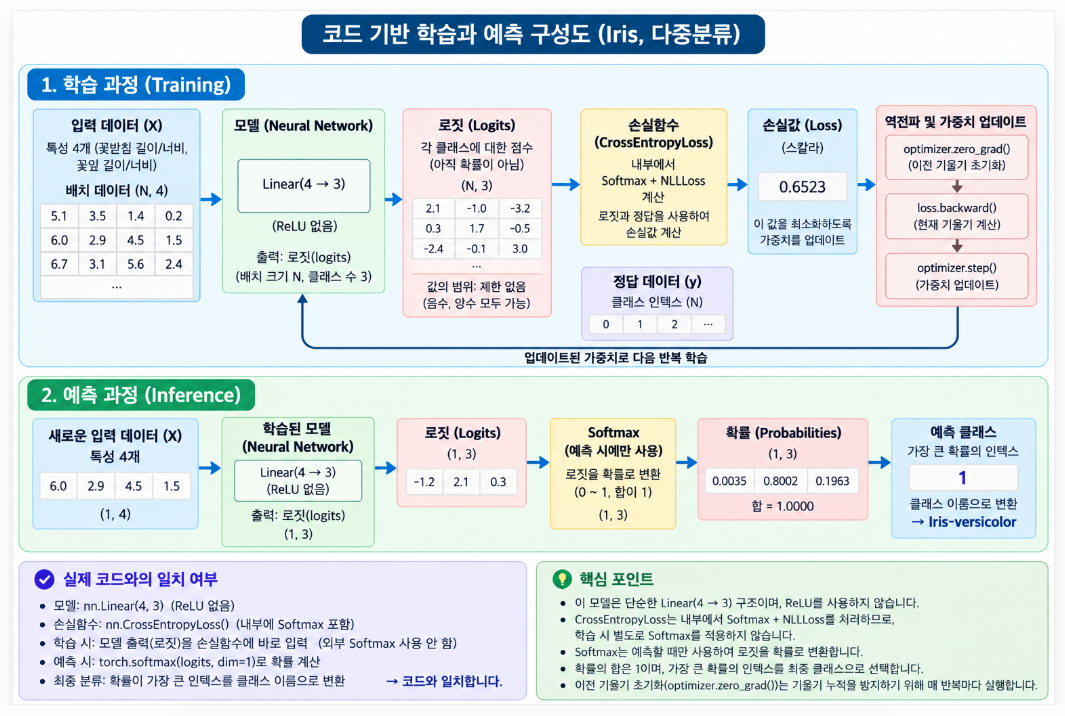 코드 기반 학습과 예측 구성도 (Iris, 다중분류)
1. 학습 과정 (Training)
입력 데이터 (X)
특성 4개 (꽃받침 길이/너비,
꽃잎 길이/너비)
배치 데이터 (N, 4)
5.1 3.5 1.4 0.2
6.0 2.9 4.5 1.5
6.7 3.1 5.6 2.4
...
모델 (Neural Network)
Linear(4 → 3)
(ReLU 없음)
출력: 로짓(logits)
(배치 크기 N, 클래스 수 3)
로짓 (Logits)
각 클래스에 대한 점수
(아직 확률이 아님)
(N, 3)
2.1 -1.0 -3.2
0.3 1.7 -0.5
-2.4 -0.1 3.0
...
값의 범위: 제한 없음
(음수, 양수 모두 가능)
손실함수
(CrossEntropyLoss)
내부에서
Softmax + NLLLoss
계산
로짓과 정답을 사용하여
손실값 계산
정답 데이터 (y)
클래스 인텍스 (N)
0 1 2 ...
손실값 (Loss)
(스칼라)
0.6523
이 값을 최소화하도록
가중치를 업데이트
역전파 및 가중치 업데이트
optimizer.zero_grad()
(이전 기울기 초기화)
loss.backward()
(현재 기울기 계산)
optimizer.step()
(가중치 업데이트)
업데이트된 가중치로 다음 반복 학습
2. 예측 과정 (Inference)
새로운 입력 데이터 (X)
특성 4개
6.0 2.9 4.5 1.5
(1, 4)
학습된 모델
(Neural Network)
Linear(4 → 3)
(ReLU 없음)
출력: 로짓(logits)
(1, 3)
로짓 (Logits)
(1, 3)
-1.2 2.1 0.3
Softmax
(예측 시에만 사용)
로짓을 확률로 변환
(0 ~ 1, 합이 1)
(1, 3)
확률 (Probabilities)
(1, 3)
0.0035 0.8002 0.1963
합 = 1.0000
예측 클래스
가장 큰 확률의 인텍스
1
클래스 이롬으로 변환
→ Iris-versicolor
실제 코드와의 일치 여부
• 모델: nn.Linear(4, 3) (ReLU 없음)
• 손실함수: nn.CrossEntropyLoss() (내부에 Softmax 포함)
• 학습 시: 모델 출력(로짓)을 손실함수에 바로 입력 (외부 Softmax 사용 안 함)
• 예측 시: torch.softmax(logits, dim=1)로 확률 계산
• 최종 분류: 확률이 가장 큰 인텍스를 클래스 이름으로 변환 → 코드와 일치합니다.
핵심 포인트
• 이 모델은 단순한 Linear(4 → 3) 구조이며, ReLU를 사용하지 않습니다.
• CrossEntropyLoss는 내부에서 Softmax + NLLLoss를 처리하므로,
학습 시 별도로 Softmax를 적용하지 않습니다.
• Softmax는 예측할 때만 사용하여 로짓을 확률로 변환합니다.
• 확률의 합은 1이며, 가장 큰 확률의 인텍스를 최종 클래스으로 선택합니다.
• 이전 기울기 초기화(optimizer.zero_grad())는 기울기 누적을 방지하기 위해 매 반복마다 실행합니다.